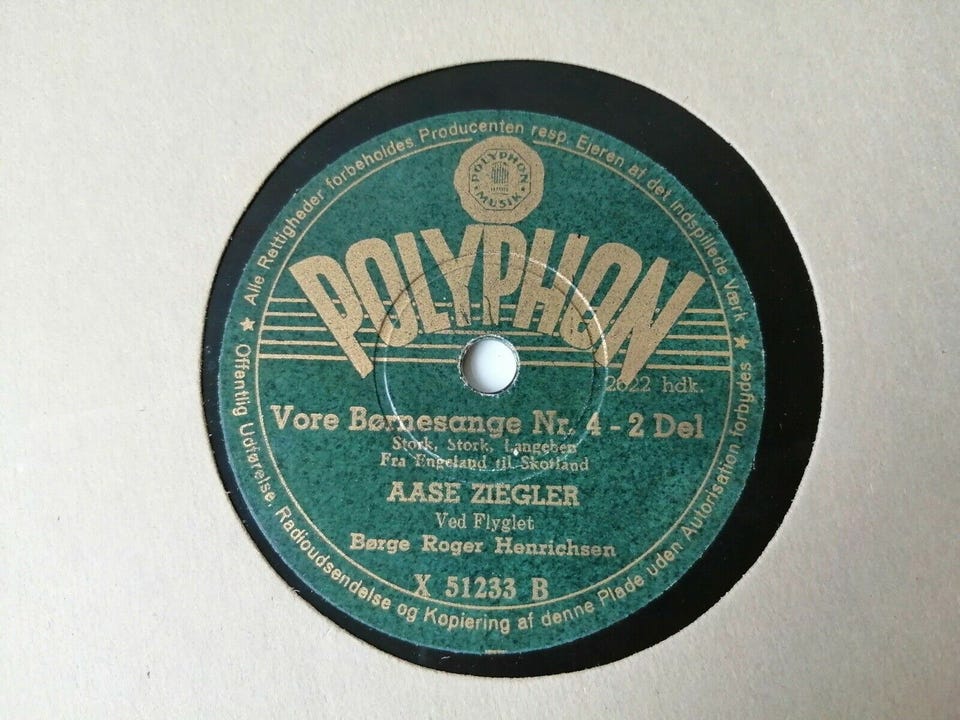 Alle Rettigheder forbeholdes Producenten resp. Ejeren af det indspillede Værk
POLYPHON
MUSIK
POLYPHON
2622 hdk.
Vore Børnesange Nr. 4 - 2 Del
Stork, Stork, Langeben
Fra Engeland til Skotland
AASE ZIEGLER
Ved Flyglet
Børge Roger Henrichsen
X 51233 B
Offentlig Udførelse, Radioudsendelse og Kopiering af denne Plade uden Autorisation forbydes